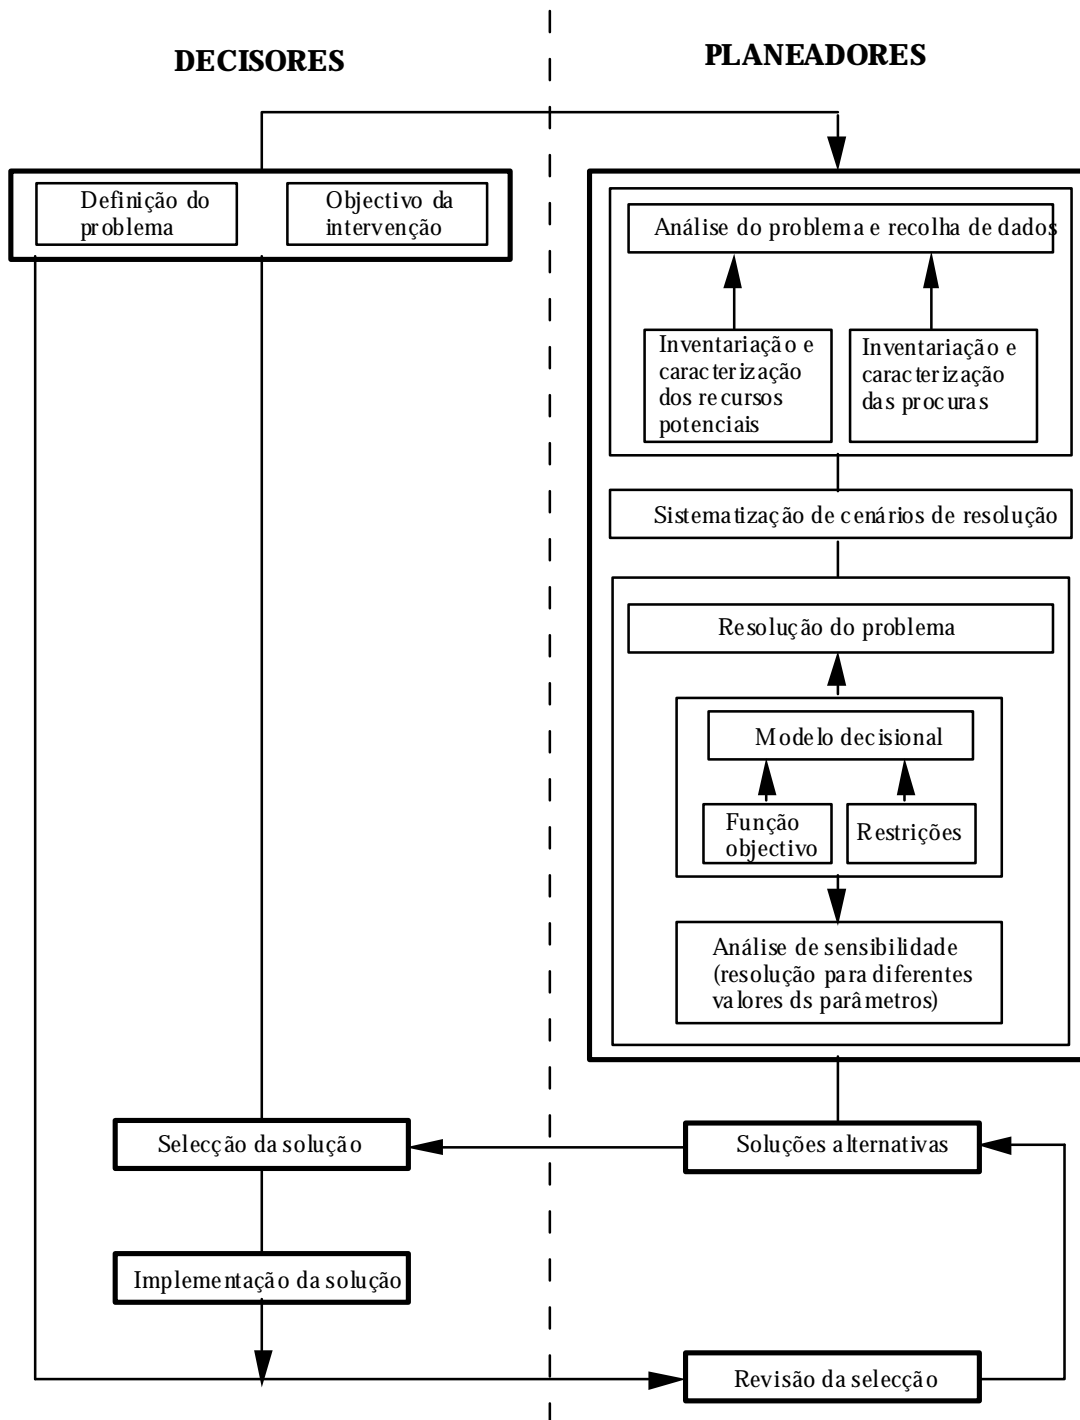 DECISORES
PLANEADORES
Definição do
problema
Objectivo da
intervenção
Análise do problema e recolha de dados
Inventariação e
caracterização
dos recursos
potenciais
Inventariação e
caracterização
das procuras
Sistematização de cenários de resolução
Resolução do problema
Modelo decisional
Função
objectivo
Restrições
Análise de sensibilidade
(resolução para diferentes
valores ds parâmetros)
Selecção da solução
Soluções alternativas
Implementação da solução
Revisão da selecção